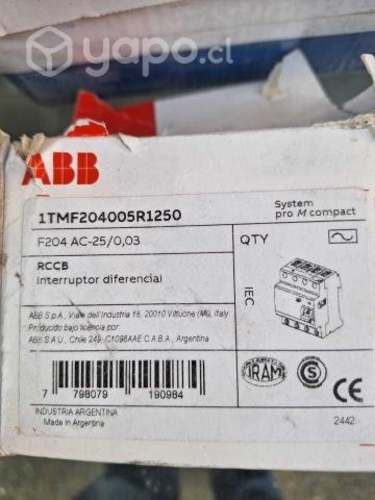 yapo.cl
ABB
1TMF204005R1250
System
pro M compact
F204 AC-25/0,03
QTY
RCCB
Interruptor diferencial
IEC
ABB S.p.A., Viale dell'Industria 18, 20010 Vittuone (MI), Italy
Producido bajo licencia por:
ABB S.A.U., Chile 249 -C1098AAE C.A.B.A., Argentina
7 798079 190984
IRAM
S
CE
INDUSTRIA ARGENTINA
Made in Argentina
2442